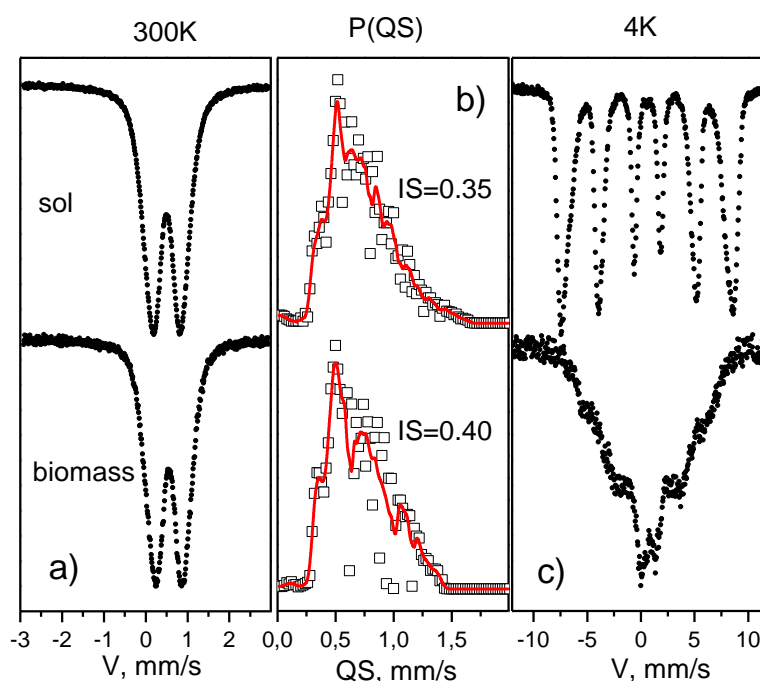 300K P(QS) 4K
b)
sol IS=0.35
IS=0.40
biomass
a) c)
-3 -2 -1 0 1 2 0,0 0,5 1,0 1,5 -10 -5 0 5 10
V, mm/s QS, mm/s V, mm/s